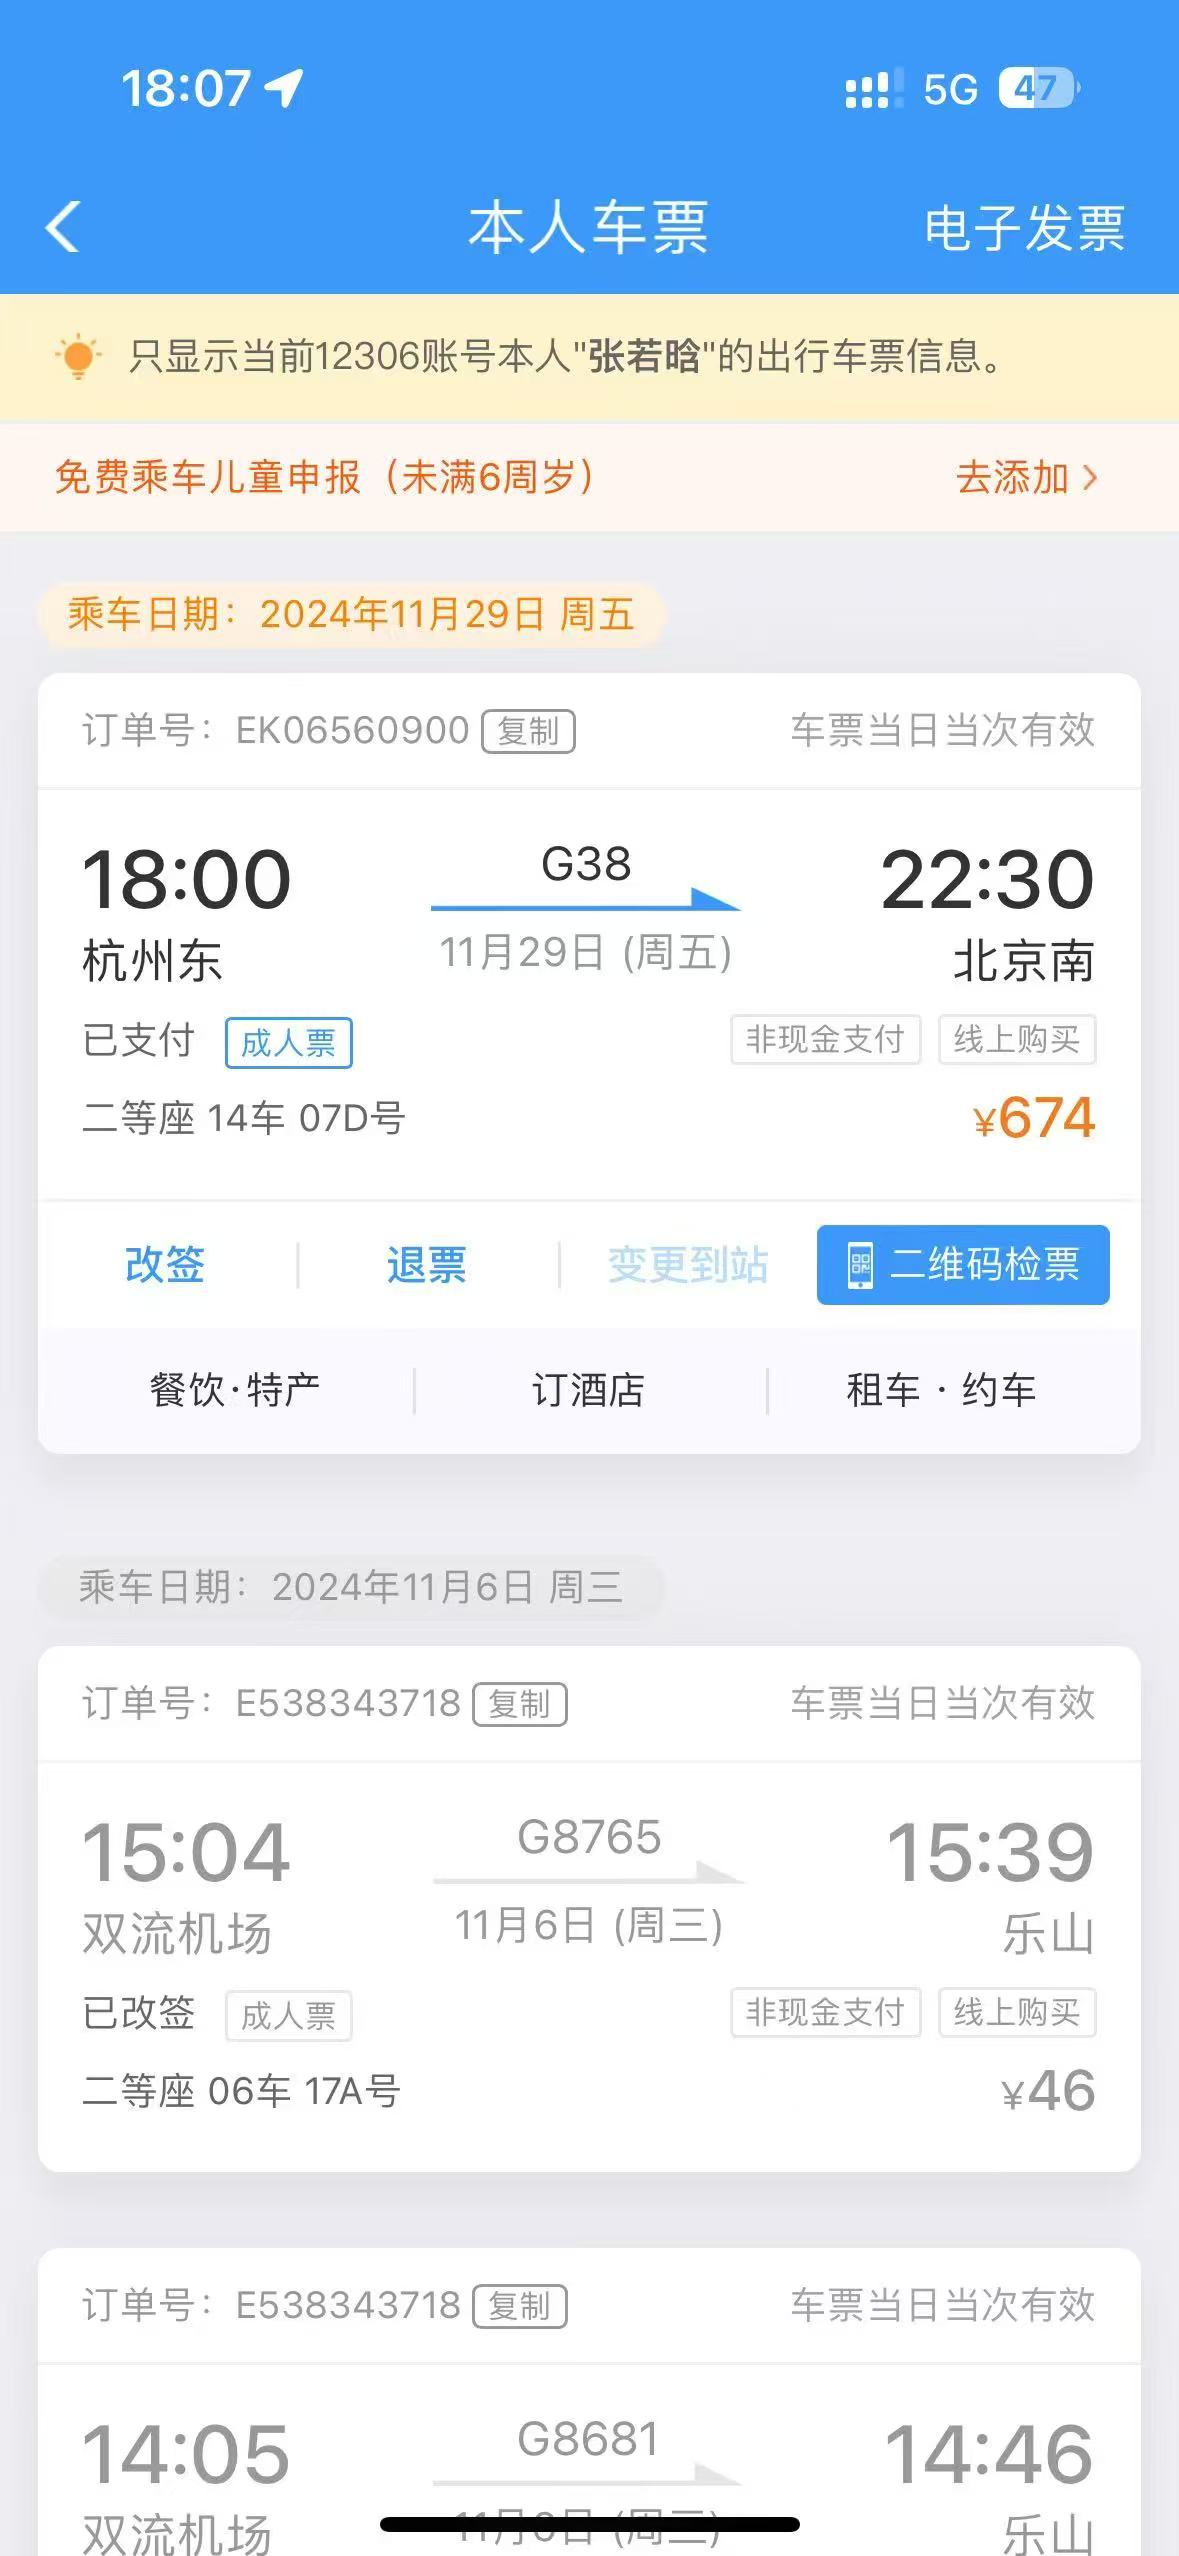 18:07 5G 47
本人车票 电子发票
只显示当前12306账号本人"张若晗"的出行车票信息。
免费乘车儿童申报（未满6周岁） 去添加
乘车日期：2024年11月29日 周五
订单号：EK06560900 复制 车票当日当次有效
18:00 G38 22:30
杭州东 11月29日 (周五) 北京南
已支付 成人票 非现金支付 线上购买
二等座 14车 07D号 ¥674
改签 退票 变更到站 二维码检票
餐饮·特产 订酒店 租车 · 约车
乘车日期：2024年11月6日 周三
订单号：E538343718 复制 车票当日当次有效
15:04 G8765 15:39
双流机场 11月6日 (周三) 乐山
已改签 成人票 非现金支付 线上购买
二等座 06车 17A号 ¥46
订单号：E538343718 复制 车票当日当次有效
14:05 G8681 14:46
双流机场 11月6日 (周三) 乐山